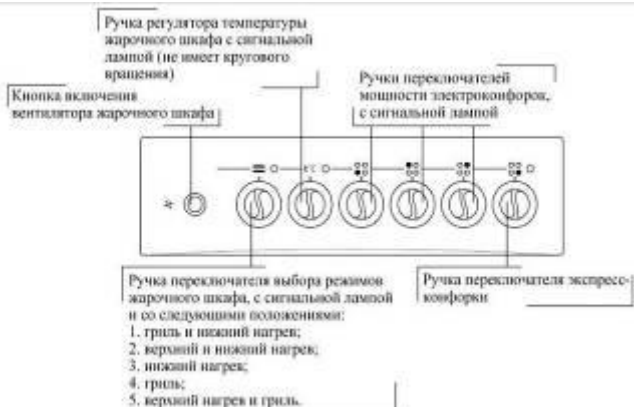 Ручка регулятора температуры
жарочного шкафа с сигнальной
лампой (не имеет кругового
вращения)
Кнопка включения
вентилятора жарочного шкафа
Ручки переключателей
мощности электроконфорок,
с сигнальной лампой
°C
Ручка переключателя выбора режимов
жарочного шкафа, с сигнальной лампой
и со следующими положениями:
1. гриль и нижний нагрев;
2. верхний и нижний нагрев;
3. нижний нагрев;
4. гриль;
5. верхний нагрев и гриль.
Ручка переключателя экспресс-
конфорки